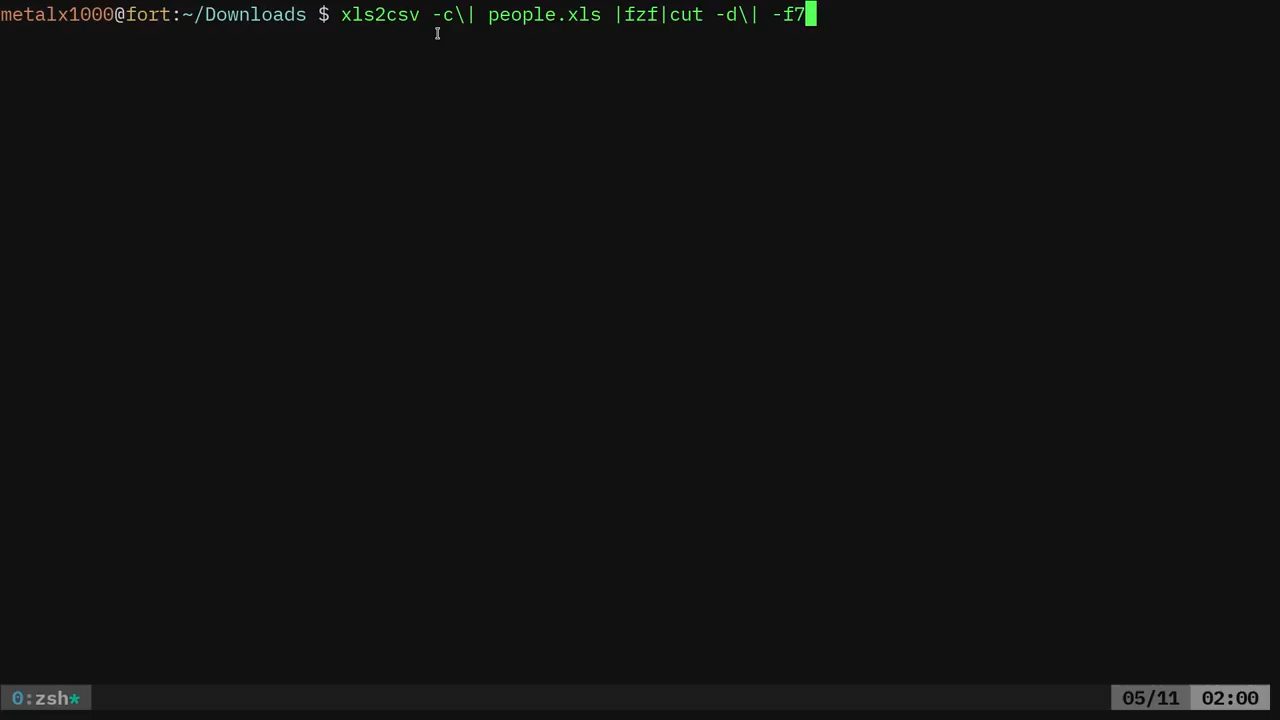 metalx1000@fort:~/Downloads $ xls2csv -c\| people.xls |fzf|cut -d\| -f7
0:zsh* 05/11 02:00